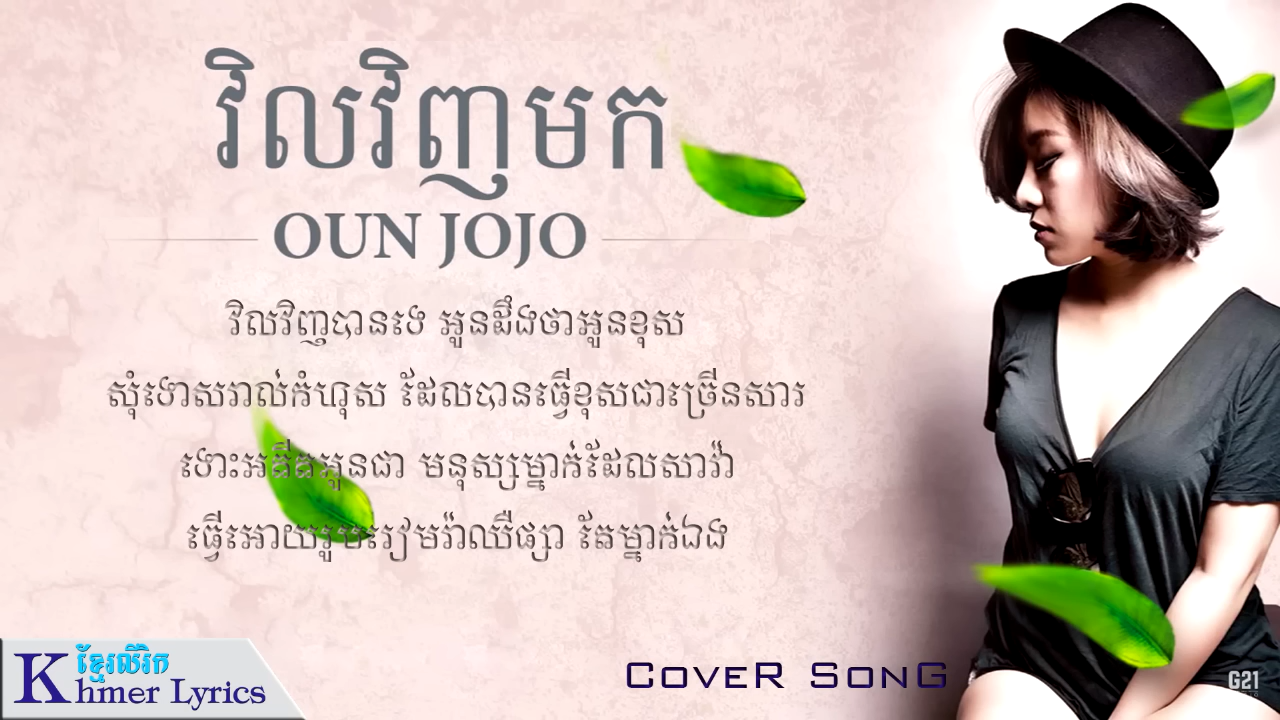 វិលវិញមក
OUN JOJO
វិលវិញបានទេ អូនដឹងថាអូនខុស
សុំទោសរាល់កំហុស ដែលបានធ្វើខុសជាច្រើនសារ
ទោះអតីតអូនជា មនុស្សម្នាក់ដែលសាវ៉ា
ធ្វើអោយរូបរៀមរ៉ាឈឺផ្សា តែម្នាក់ឯង
COVER SONG
ខ្មែរលីរិក
Khmer Lyrics
G21